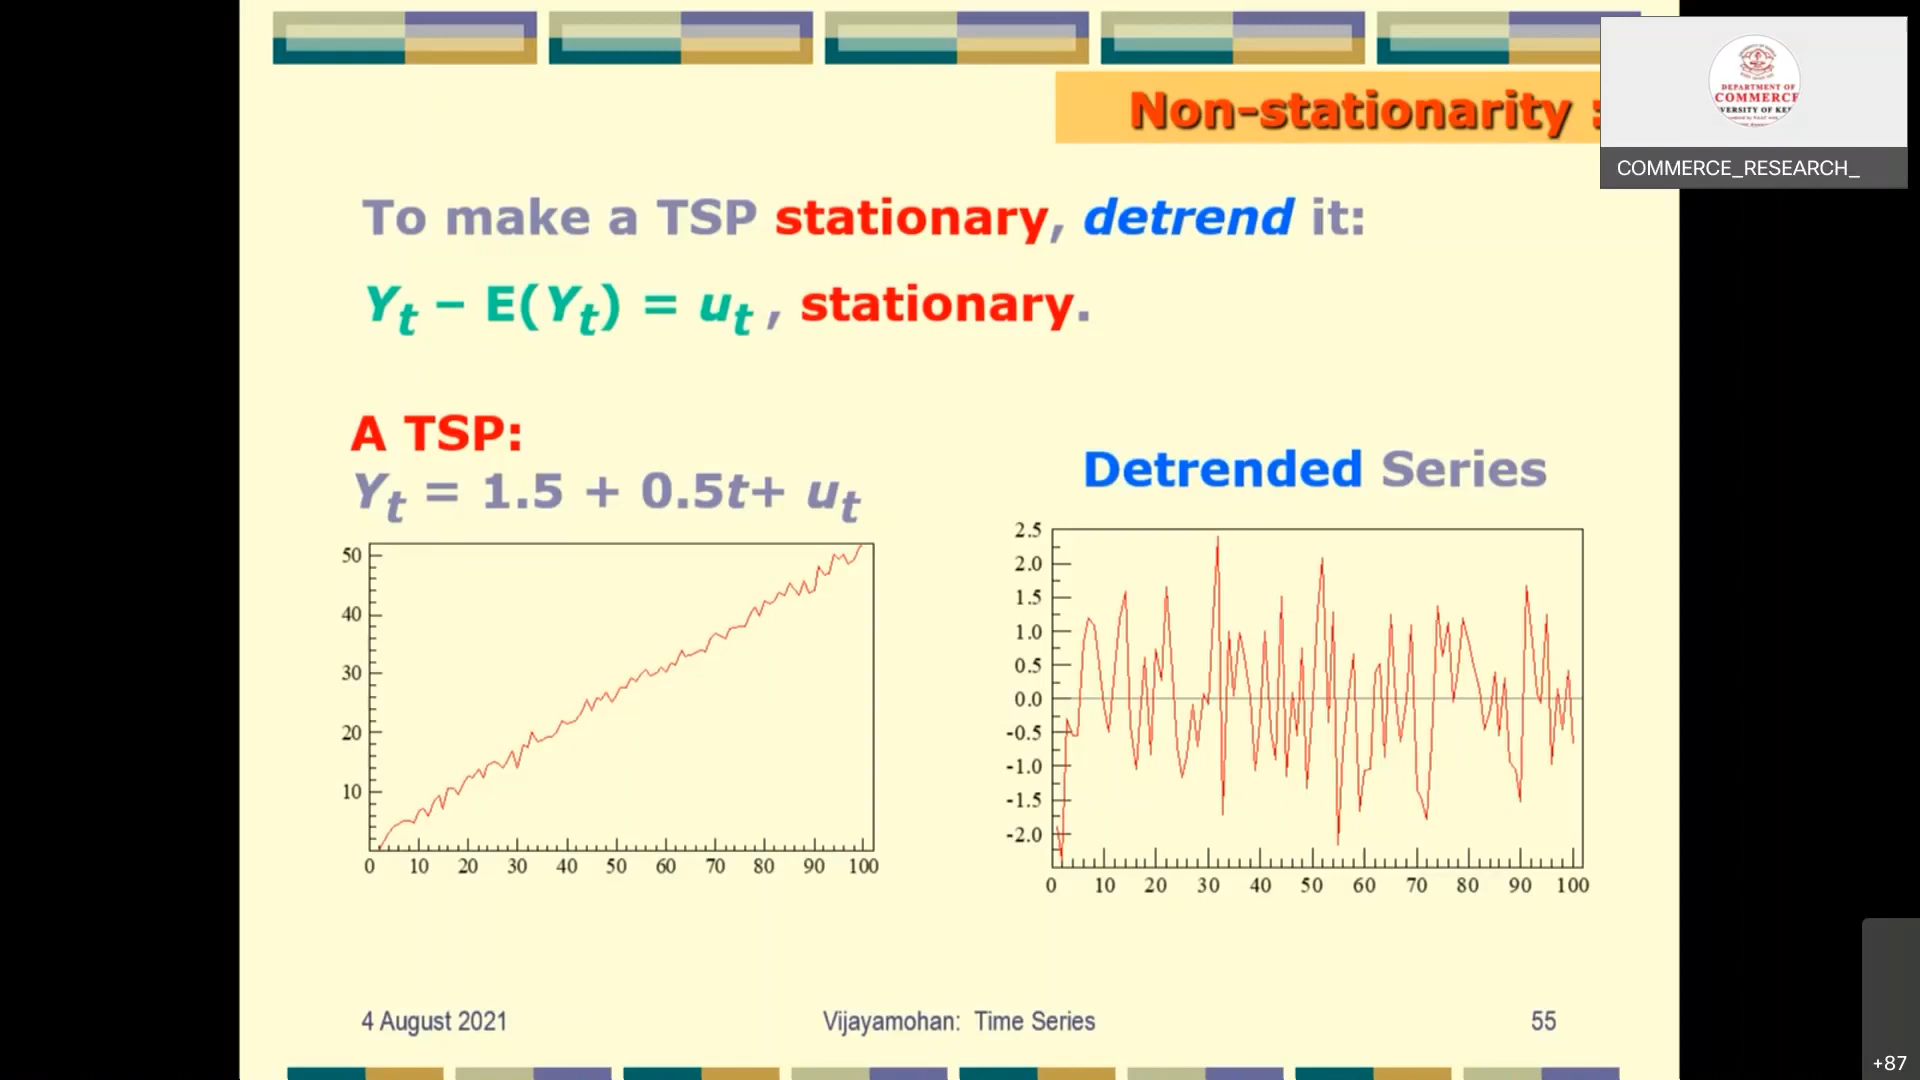 Non-stationarity :
DEPARTMENT OF
COMMERCE
VERSITY OF KE
COMMERCE_RESEARCH_
To make a TSP stationary, detrend it:
Yt – E(Yt) = ut , stationary.
A TSP:
Yt = 1.5 + 0.5t+ ut
Detrended Series
50
40
30
20
10
0 10 20 30 40 50 60 70 80 90 100
2.5
2.0
1.5
1.0
0.5
0.0
-0.5
-1.0
-1.5
-2.0
0 10 20 30 40 50 60 70 80 90 100
4 August 2021
Vijayamohan: Time Series
55
+87